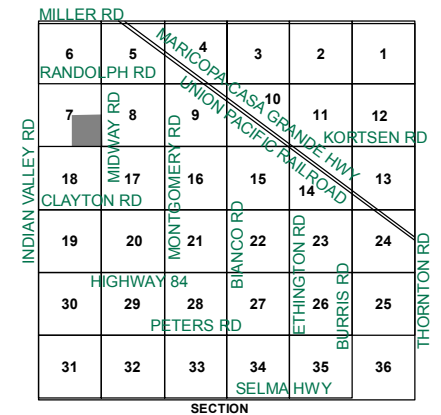 MILLER RD
6 5 4 3 2 1
MARICOPA CASA GRANDE HWY
UNION PACIFIC RAILROAD
RANDOLPH RD
7 8 9 10 11 12
KORTSEN RD
INDIAN VALLEY RD
MIDWAY RD
MONTGOMERY RD
18 17 16 15 14 13
CLAYTON RD
19 20 21 22 23 24
BIANCO RD
ETHINGTON RD
BURRIS RD
THORNTON RD
HIGHWAY 84
30 29 28 27 26 25
PETERS RD
31 32 33 34 35 36
SELMA HWY
SECTION